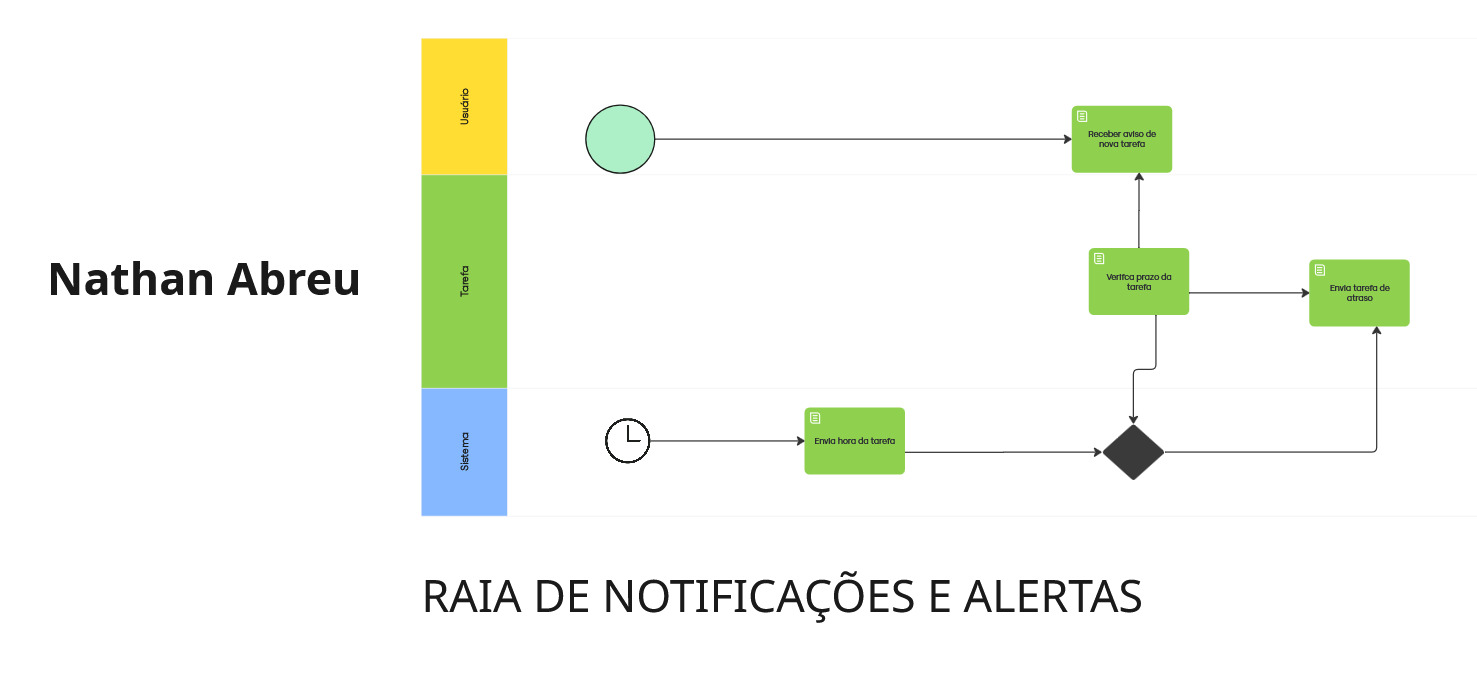 Usuário
Receber aviso de
nova tarefa
Nathan Abreu
Tarefa
Verifca prazo da
tarefa
Envia tarefa de
atraso
Sistema
Envia hora da tarefa
RAIA DE NOTIFICAÇÕES E ALERTAS